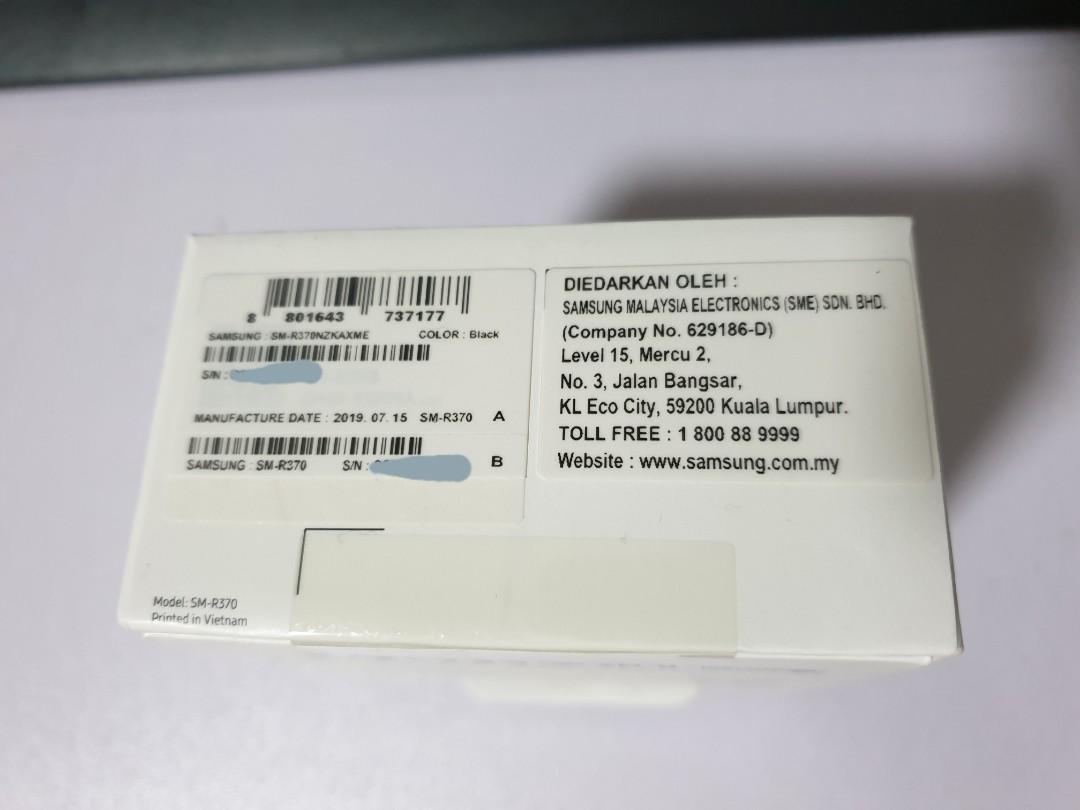 8 801643 737177
SAMSUNG : SM-R370NZKAXME COLOR : Black
S/N :
MANUFACTURE DATE : 2019. 07. 15 SM-R370 A
SAMSUNG : SM-R370 S/N : B
DIEDARKAN OLEH :
SAMSUNG MALAYSIA ELECTRONICS (SME) SDN. BHD.
(Company No. 629186-D)
Level 15, Mercu 2,
No. 3, Jalan Bangsar,
KL Eco City, 59200 Kuala Lumpur.
TOLL FREE : 1 800 88 9999
Website : www.samsung.com.my
Model: SM-R370
Printed in Vietnam